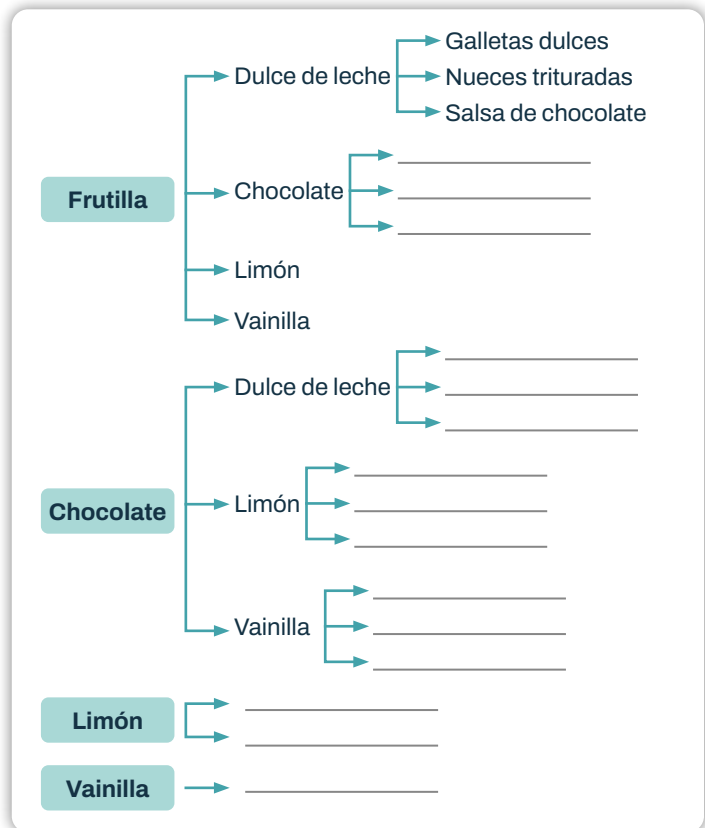 Frutilla
Dulce de leche
Galletas dulces
Nueces trituradas
Salsa de chocolate
Chocolate
Limón
Vainilla
Chocolate
Dulce de leche
Limón
Vainilla
Limón
Vainilla